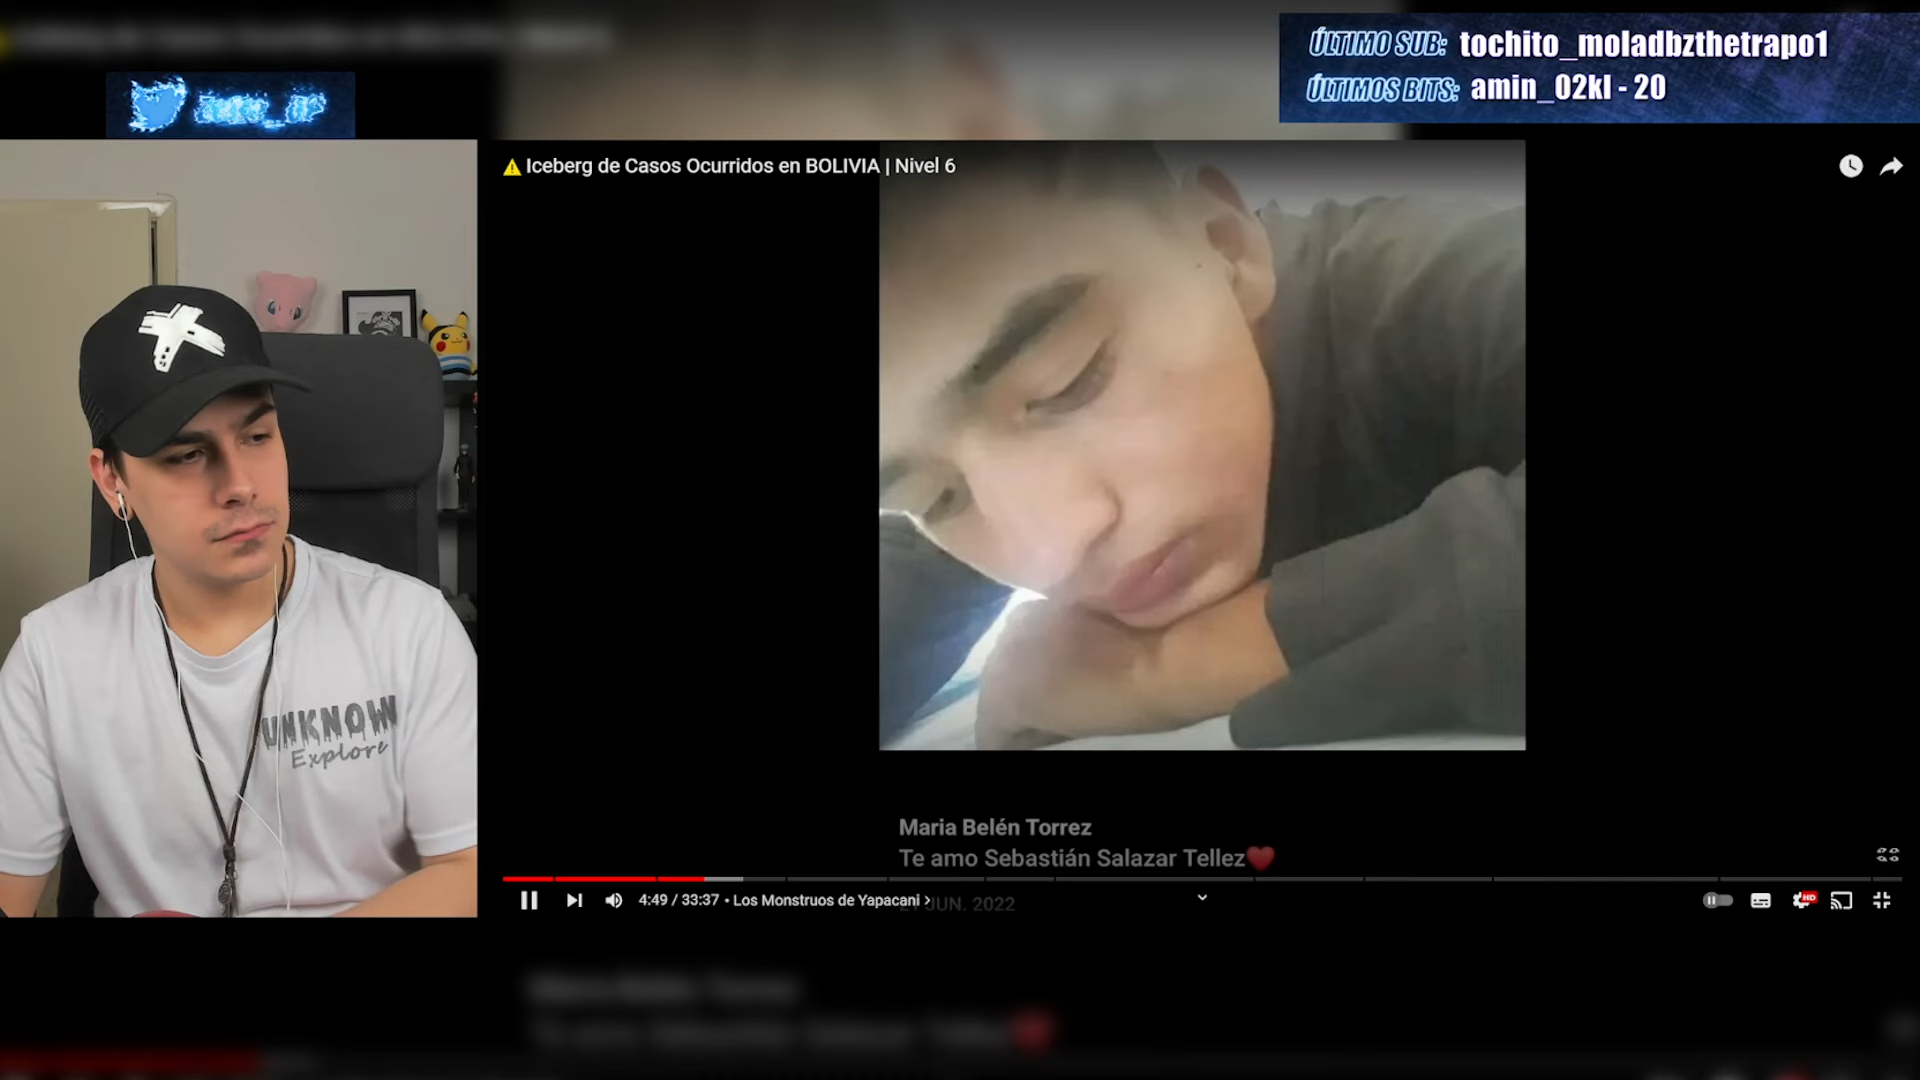 ÚLTIMO SUB: tochito_moladbzthetrapo1
ÚLTIMOS BITS: amin_02kl - 20
Iceberg de Casos Ocurridos en BOLIVIA | Nivel 6
UNKNOW
Explore
Maria Belén Torrez
Te amo Sebastián Salazar Tellez❤️
4:49 / 33:37 • Los Monstruos de Yapacani ›
JUN. 2022
HD